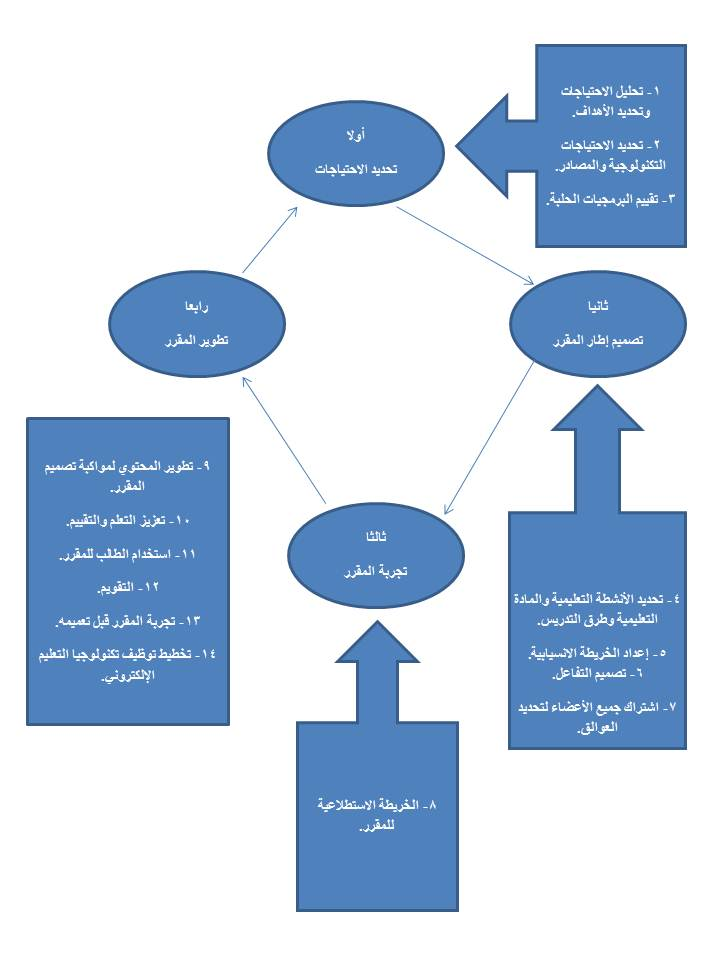 أولا
تحديد الاحتياجات
١- تحليل الاحتياجات
وتحديد الأهداف.
٢- تحديد الاحتياجات
التكنولوجية والمصادر.
٣- تقييم البرمجيات الحلبة.
ثانيا
تصميم إطار المقرر
٤- تحديد الأنشطة التعليمية والمادة
التعليمية وطرق التدريس.
٥- إعداد الخريطة الانسيابية.
٦- تصميم التفاعل.
٧- اشتراك جميع الأعضاء لتحديد
العوالق.
ثالثا
تجربة المقرر
٨- الخريطة الاستطلاعية
للمقرر.
رابعا
تطوير المقرر
٩- تطوير المحتوي لمواكبة تصميم
المقرر.
١٠- تعزيز التعلم والتقييم.
١١- استخدام الطالب للمقرر.
١٢- التقويم.
١٣- تجربة المقرر قبل تعميمه.
١٤- تخطيط توظيف تكنولوجيا التعليم
الإلكتروني.